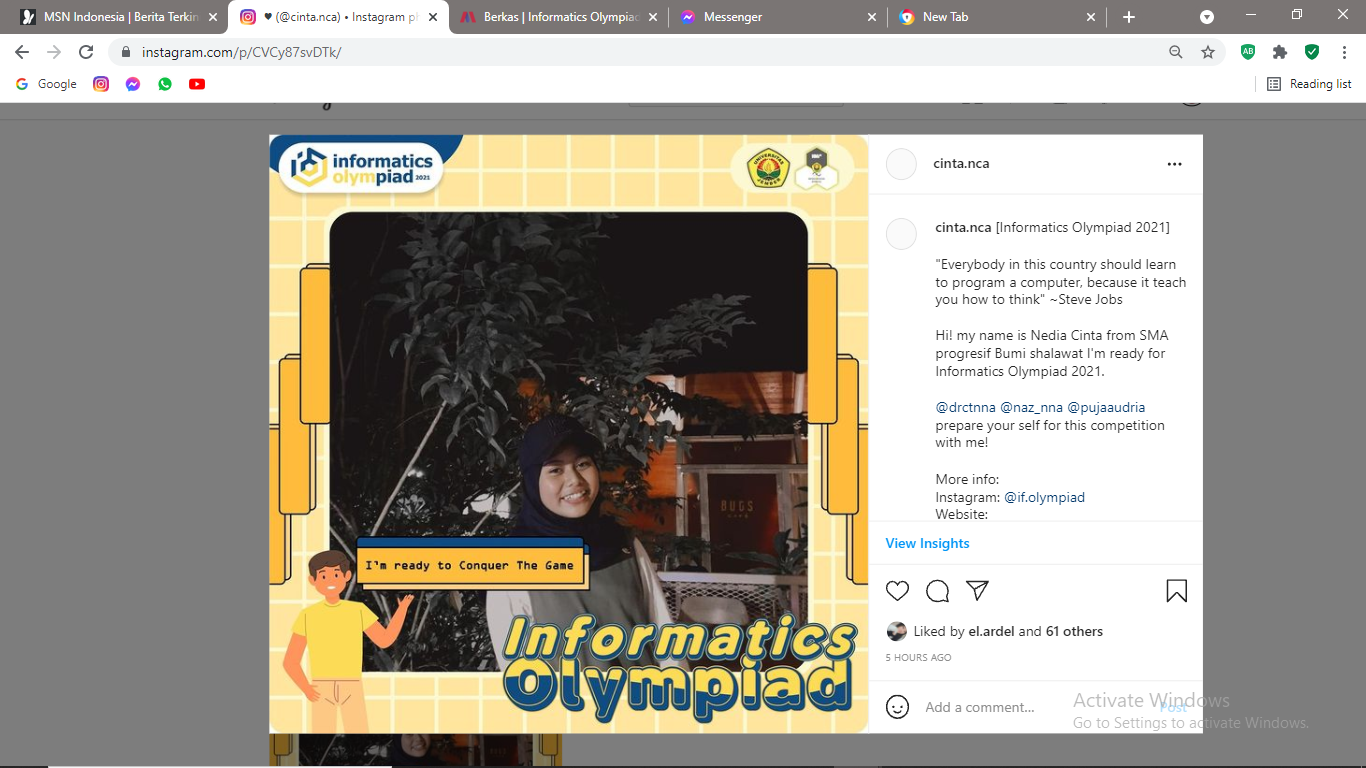 MSN Indonesia | Berita Terkin
♥ (@cinta.nca) • Instagram ph
Berkas | Informatics Olympiad
Messenger
New Tab
instagram.com/p/CVCy87svDTk/
Google
Reading list
informatics
olympiad 2021
UNIVERSITAS
JEMBER
BUGS
I'm ready to Conquer The Game
Informatics
Olympiad
cinta.nca
cinta.nca [Informatics Olympiad 2021]
"Everybody in this country should learn
to program a computer, because it teach
you how to think" ~Steve Jobs
Hi! my name is Nedia Cinta from SMA
progresif Bumi shalawat I'm ready for
Informatics Olympiad 2021.
@drctnna @naz_nna @pujaaudria
prepare your self for this competition
with me!
More info:
Instagram: @if.olympiad
Website:
View Insights
Liked by el.ardel and 61 others
5 HOURS AGO
Add a comment...
Post
Activate Windows
Go to Settings to activate Windows.